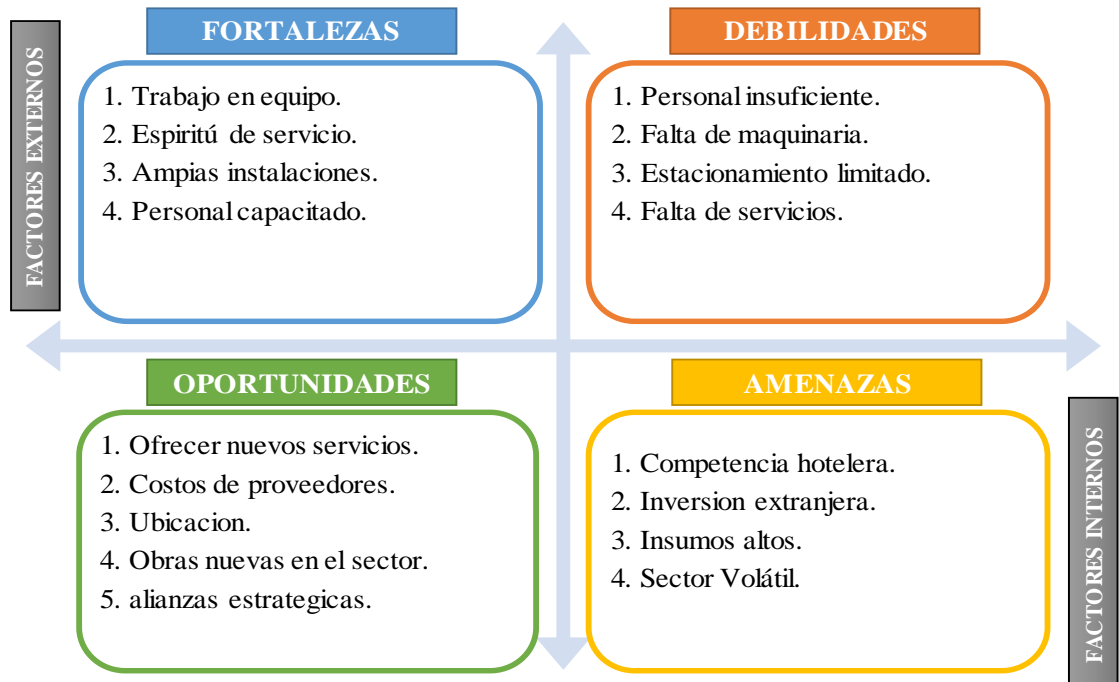 FACTORES EXTERNOS
FORTALEZAS
1. Trabajo en equipo.
2. Espiritú de servicio.
3. Ampias instalaciones.
4. Personal capacitado.
DEBILIDADES
1. Personal insuficiente.
2. Falta de maquinaria.
3. Estacionamiento limitado.
4. Falta de servicios.
OPORTUNIDADES
1. Ofrecer nuevos servicios.
2. Costos de proveedores.
3. Ubicacion.
4. Obras nuevas en el sector.
5. alianzas estrategicas.
AMENAZAS
1. Competencia hotelera.
2. Inversion extranjera.
3. Insumos altos.
4. Sector Volátil.
FACTORES INTERNOS